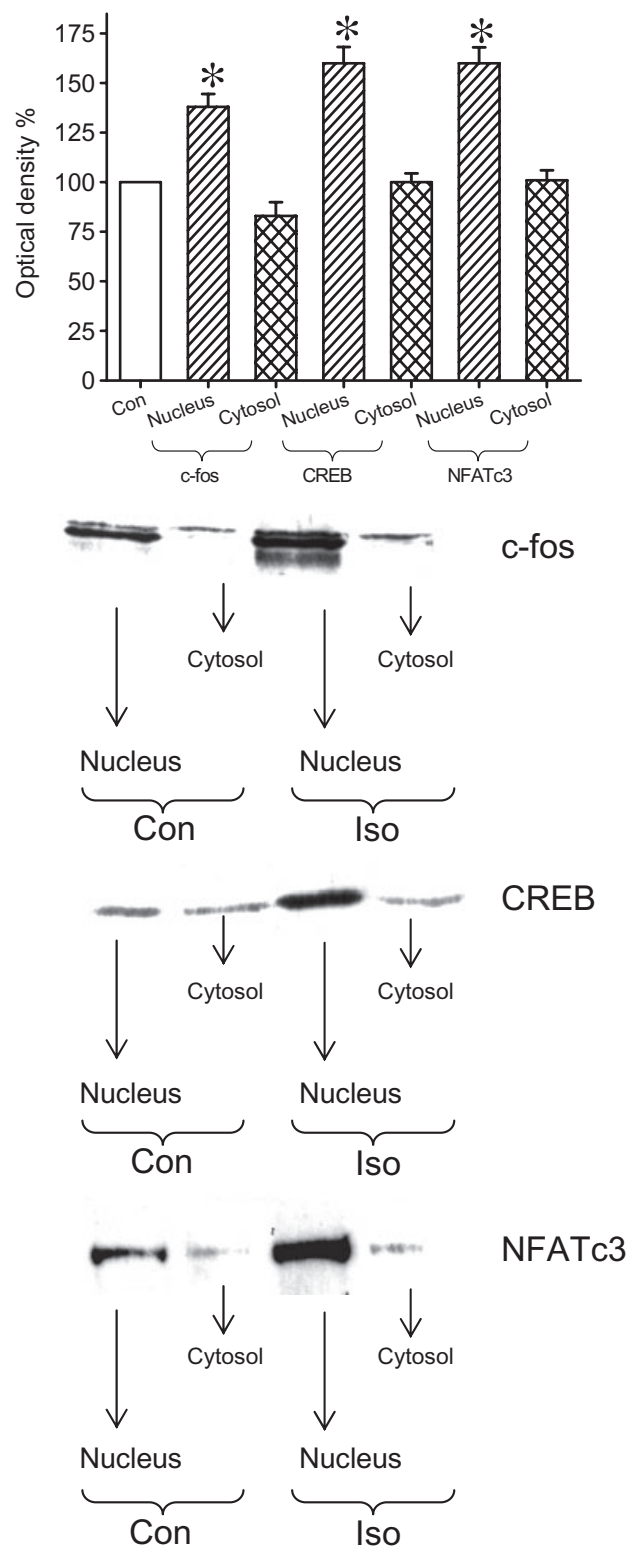 Optical density %
175
150
125
100
75
50
25
0
* * *
Con Nucleus Cytosol Nucleus Cytosol Nucleus Cytosol
c-fos CREB NFATc3
c-fos
Cytosol Cytosol
Nucleus Nucleus
Con Iso
CREB
Cytosol Cytosol
Nucleus Nucleus
Con Iso
NFATc3
Cytosol Cytosol
Nucleus Nucleus
Con Iso